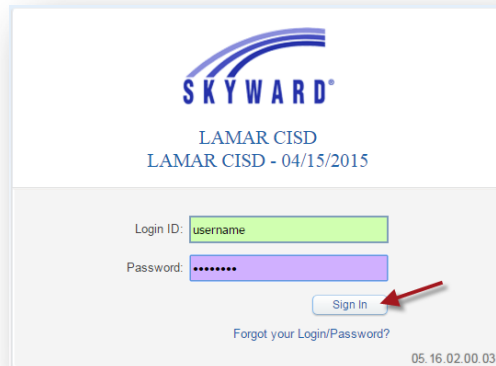 SKYWARD®
LAMAR CISD
LAMAR CISD - 04/15/2015
Login ID: username
Password: ••••••••
Sign In
Forgot your Login/Password?
05.16.02.00.03